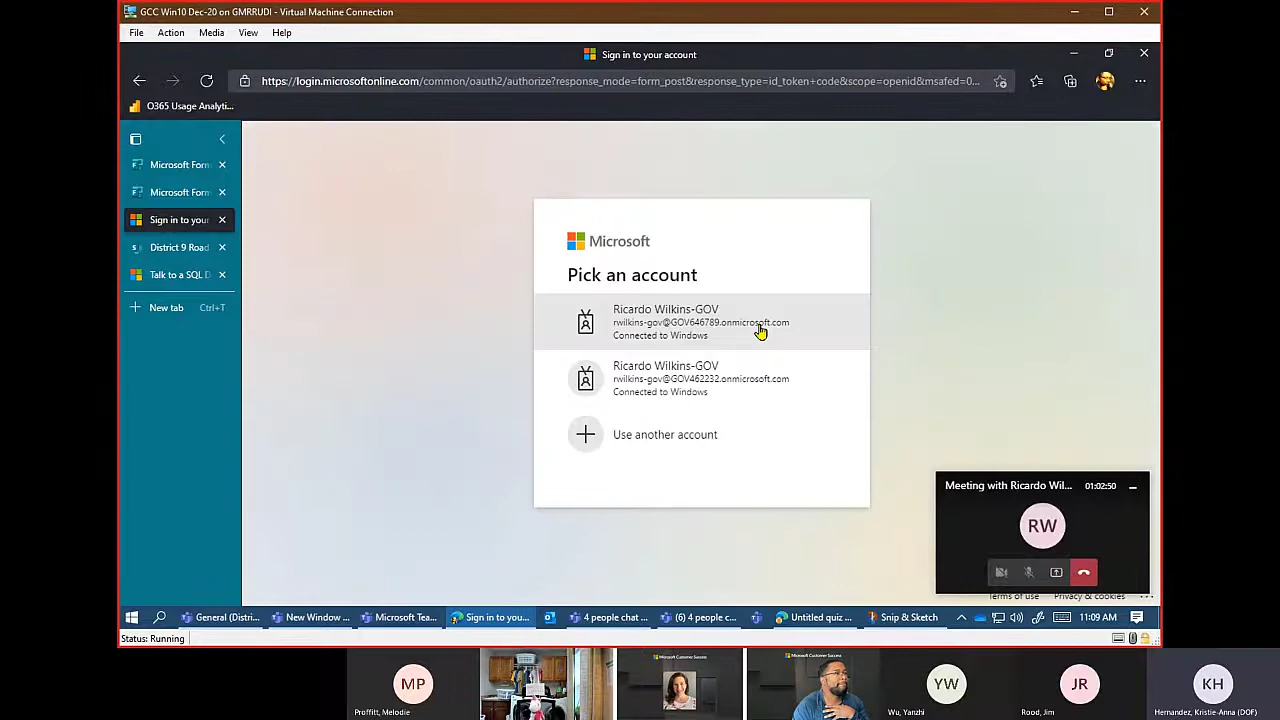 GCC Win10 Dec-20 on GMRRUDI - Virtual Machine Connection
File Action Media View Help
Sign in to your account
https://login.microsoftonline.com/common/oauth2/authorize?response_mode=form_post&response_type=id_token+code&scope=openid&msafed=0...
O365 Usage Analyti...
Microsoft Form
Microsoft Form
Sign in to your
District 9 Road
Talk to a SQL D
New tab Ctrl+T
Microsoft
Pick an account
Ricardo Wilkins-GOV
rwilkins-gov@GOV646789.onmicrosoft.com
Connected to Windows
Ricardo Wilkins-GOV
rwilkins-gov@GOV462232.onmicrosoft.com
Connected to Windows
Use another account
Meeting with Ricardo Wil... 01:02:50
RW
Terms of use Privacy & cookies ...
General (Distri... New Window ... Microsoft Tea... Sign in to you... 4 people chat ... (6) 4 people c... Untitled quiz ... Snip & Sketch 11:09 AM
Status: Running
Microsoft Customer Success
Microsoft Customer Success
MP YW JR KH
Proffitt, Melodie Wu, Yanzhi Rood, Jim Hernandez, Kristie-Anna (DOF)